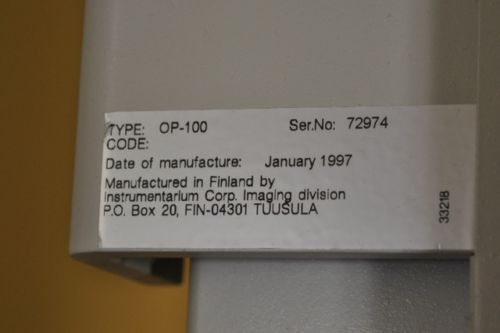 TYPE: OP-100 Ser.No: 72974
CODE:
Date of manufacture: January 1997
Manufactured in Finland by
Instrumentarium Corp. Imaging division
P.O. Box 20, FIN-04301 TUUSULA
33218